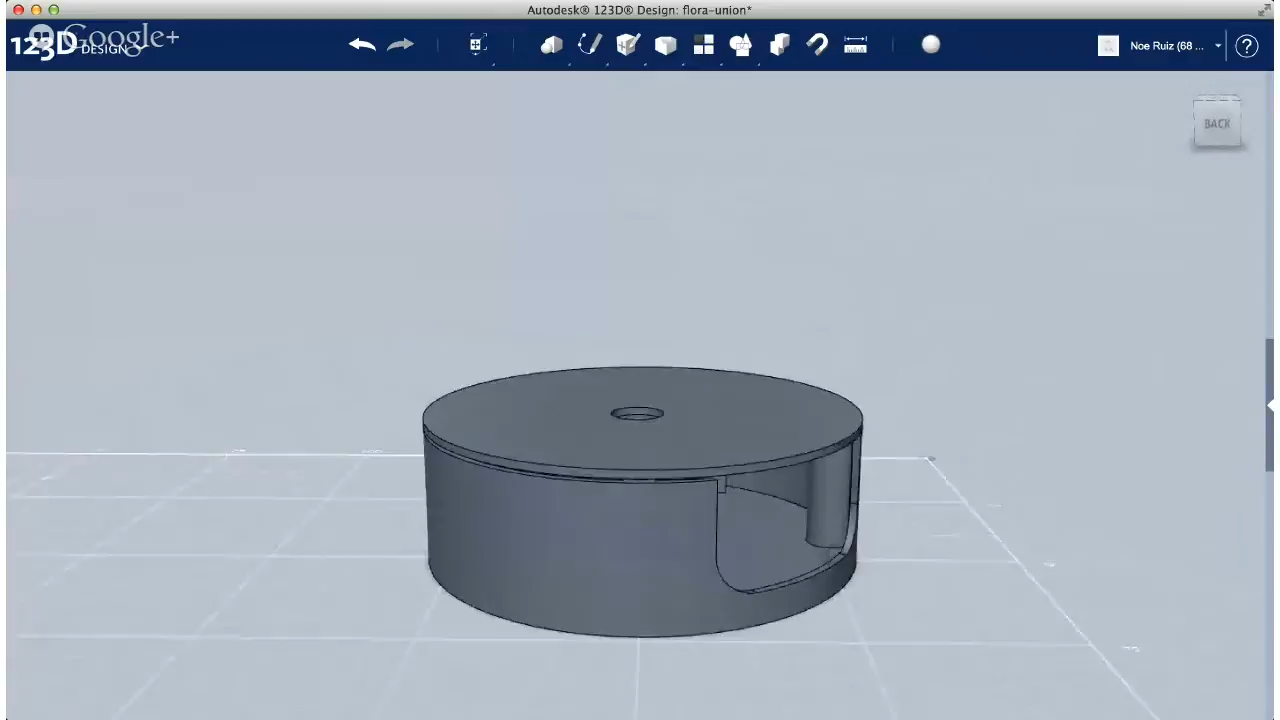 Autodesk® 123D® Design: flora-union*
Google+
123D DESIGN
Noe Ruiz (68 ...
?
BACK